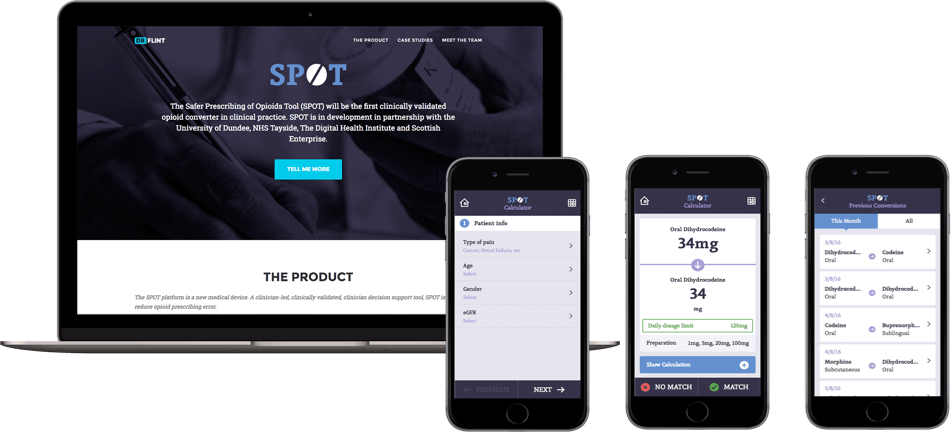 DR FLINT
THE PRODUCT CASE STUDIES MEET THE TEAM
SPOT
The Safer Prescribing of Opioids Tool (SPOT) will be the first clinically validated
opioid converter in clinical practice. SPOT is in development in partnership with the
University of Dundee, NHS Tayside, The Digital Health Institute and Scottish
Enterprise.
TELL ME MORE
THE PRODUCT
The SPOT platform is a new medical device. A clinician-led, clinically validated, clinician decision support tool, SPOT is
reduce opioid prescribing error.
SPOT
Calculator
1 Patient info
Type of pain
Cancer, Renal Failure, etc
Age
Select
Gender
Select
eGFR
Select
PREVIOUS NEXT
SPOT
Calculator
Oral Dihydrocodeine
34mg
Oral Dihydrocodeine
34
mg
Daily dosage limit 120mg
Preparation 1mg, 5mg, 20mg, 100mg
Show Calculation
NO MATCH MATCH
SPOT
Previous Conversions
This Month All
3/8/16
Dihydrocod... Codeine
Oral Oral
3/8/16
Dihydrocod... Dihydrocod...
Oral Oral
4/8/16
Codeine Buprenorph...
Oral Sublingual
4/8/16
Morphine Dihydrocod...
Subcutaneous Oral
5/8/16
Dihydrocod... Dihydrocod...